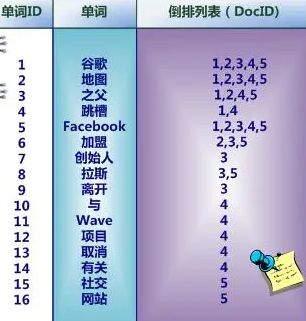 单词ID 单词 倒排列表（DocID）
1 谷歌 1,2,3,4,5
2 地图 1,2,3,4,5
3 之父 1,2,4,5
4 跳槽 1,4
5 Facebook 1,2,3,4,5
6 加盟 2,3,5
7 创始人 3
8 拉斯 3,5
9 离开 3
10 与 4
11 Wave 4
12 项目 4
13 取消 4
14 有关 4
15 社交 5
16 网站 5